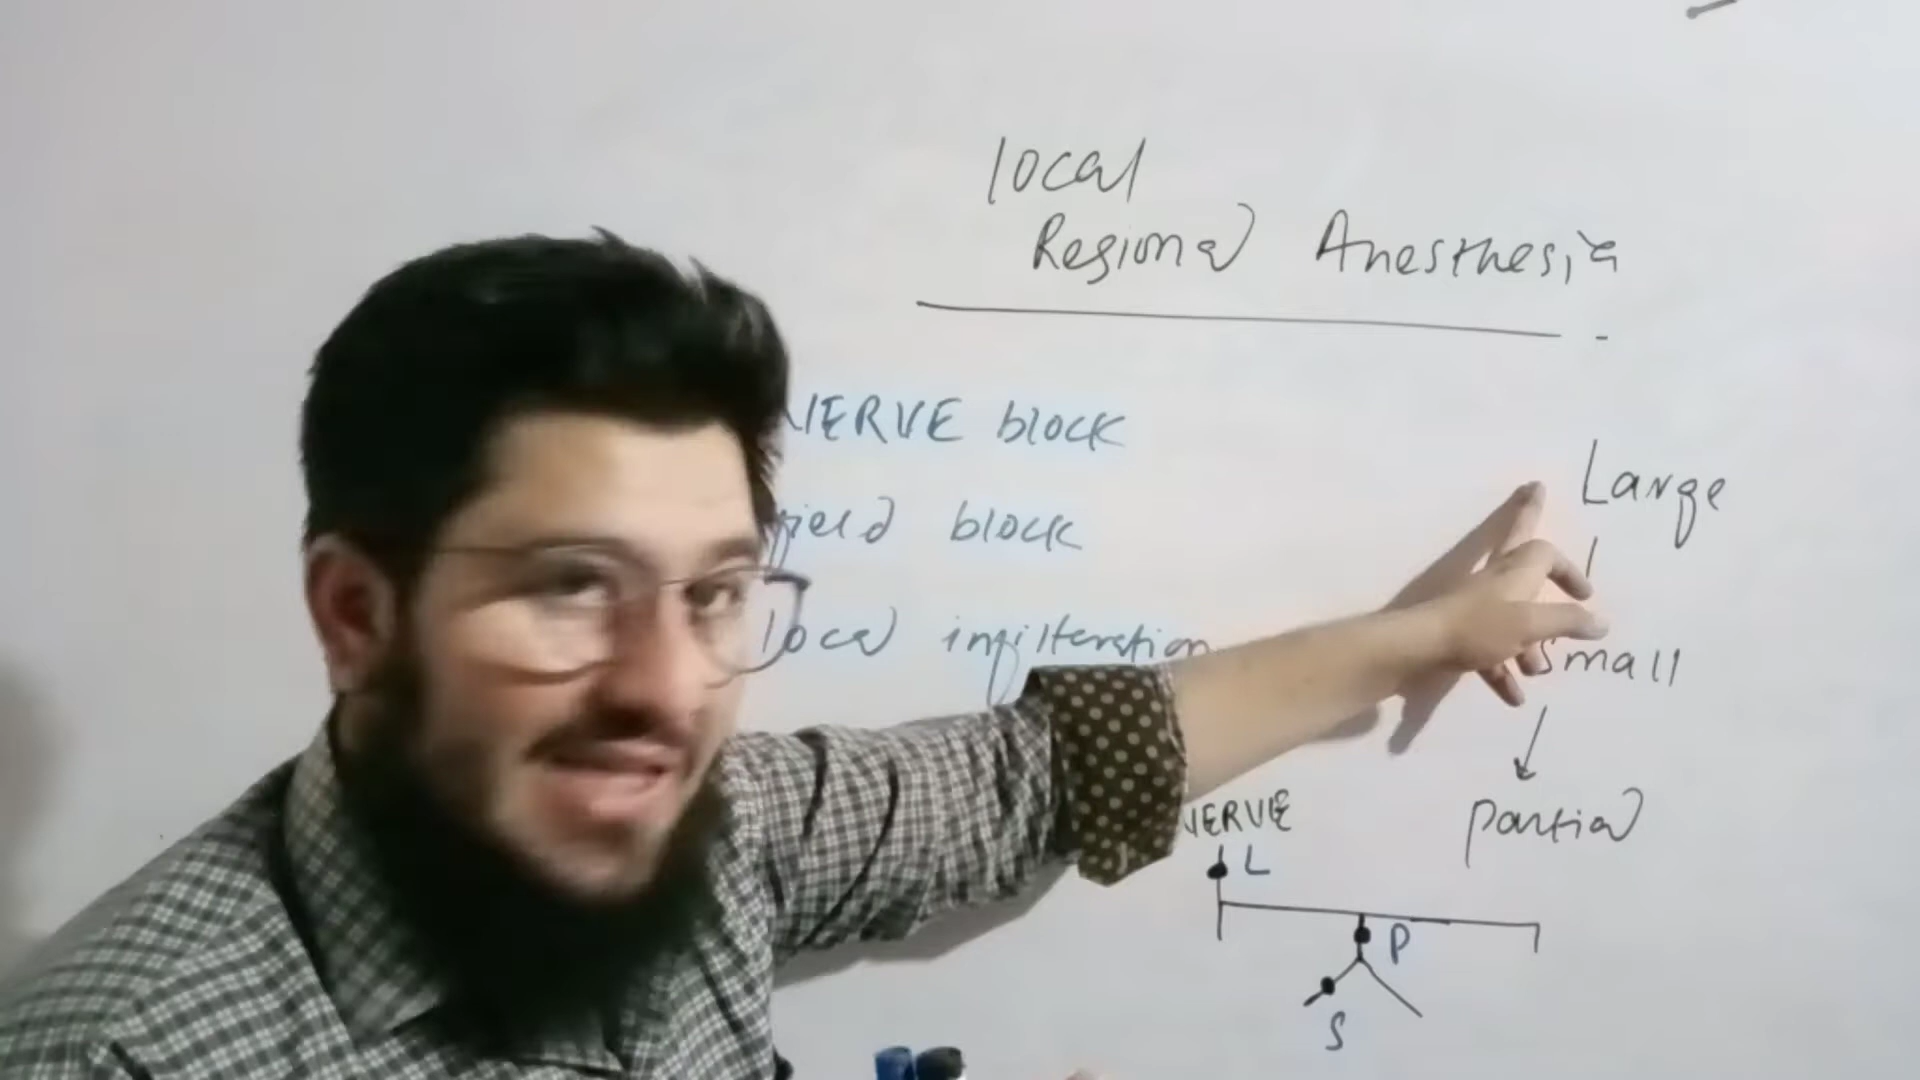 local
Regional Anesthesia
NERVE block
field block
local infilteration
Large
small
partial
NERVE
L
P
S